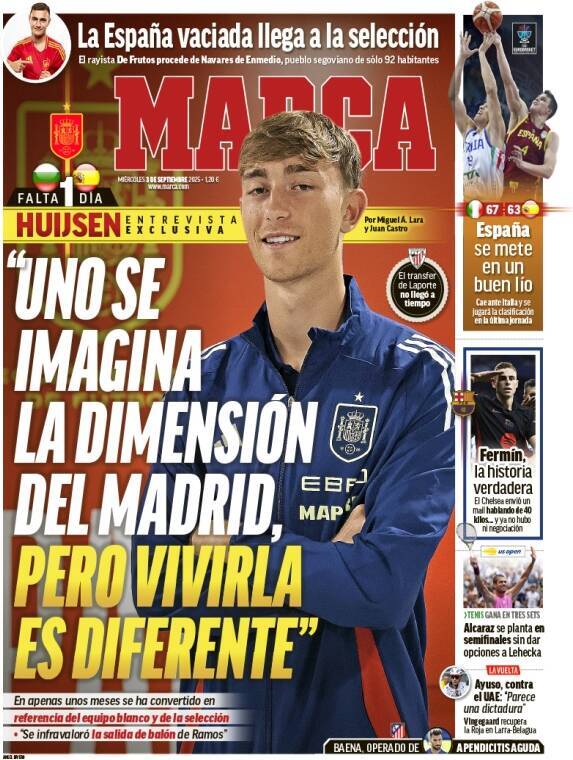 La España vaciada llega a la selección
El rayista De Frutos procede de Navares de Enmedio, pueblo segoviano de sólo 92 habitantes
MARCA
MIÉRCOLES 3 DE SEPTIEMBRE 2025 - 1,20 €
www.marca.com
FALTA 1 DÍA
HUIJSEN ENTREVISTA
EXCLUSIVA
Por Miguel Á. Lara
y Juan Castro
“UNO SE
IMAGINA
LA DIMENSIÓN
DEL MADRID,
PERO VIVIRLA
ES DIFERENTE”
En apenas unos meses se ha convertido en
referencia del equipo blanco y de la selección
• “Se infravaloró la salida de balón de Ramos”
El transfer
de Laporte
no llegó a
tiempo
67 63
España
se mete
en un
buen lío
Cae ante Italia y se
jugará la clasificación
en la última jornada
Fermín,
la historia
verdadera
El Chelsea envió un
mail hablando de 40
kilos... y ya no hubo
ni negociación
us open
>TENIS GANA EN TRES SETS
Alcaraz se planta en
semifinales sin dar
opciones a Lehecka
LA VUELTA
Ayuso, contra
el UAE: “Parece
una dictadura”
Vingegaard recupera
la Roja en Larra-Belagua
BAENA, OPERADO DE APENDICITIS AGUDA